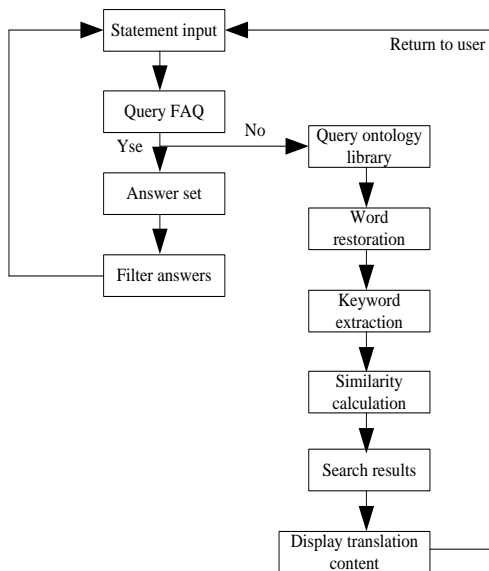 Statement input
Return to user
Query FAQ
Yse
No
Query ontology
library
Answer set
Word
restoration
Filter answers
Keyword
extraction
Similarity
calculation
Search results
Display translation
content